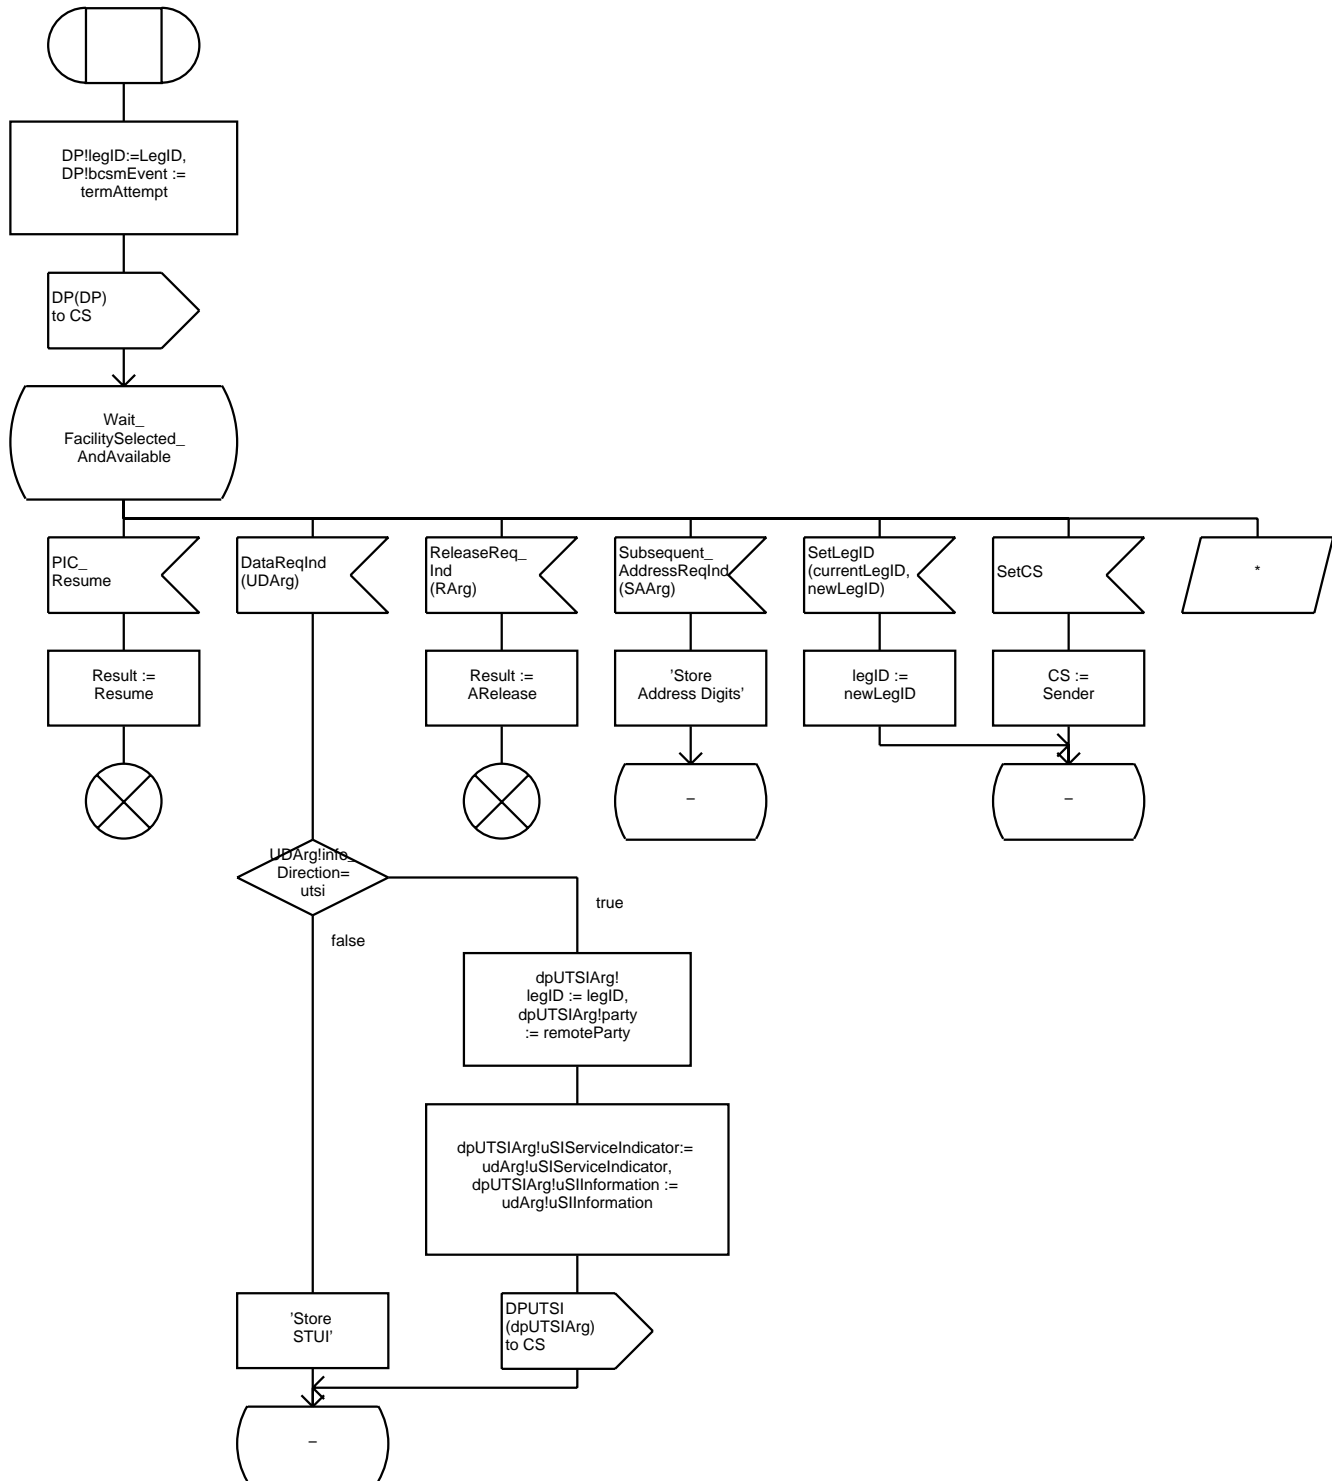 DP!legID:=LegID,
DP!bcsmEvent :=
termAttempt
DP(DP)
to CS
Wait_
FacilitySelected_
AndAvailable
PIC_
Resume
DataReqInd
(UDArg)
ReleaseReq_
Ind
(RArg)
Subsequent_
AddressReqInd
(SAArg)
SetLegID
(currentLegID,
newLegID)
SetCS
*
Result :=
Resume
Result :=
ARelease
'Store
Address Digits'
legID :=
newLegID
CS :=
Sender
–
–
UDArg!info_
Direction=
utsi
true
false
dpUTSIArg!
legID := legID,
dpUTSIArg!party
:= remoteParty
dpUTSIArg!uSIServiceIndicator:=
udArg!uSIServiceIndicator,
dpUTSIArg!uSIInformation :=
udArg!uSIInformation
'Store
STUI'
DPUTSI
(dpUTSIArg)
to CS
–